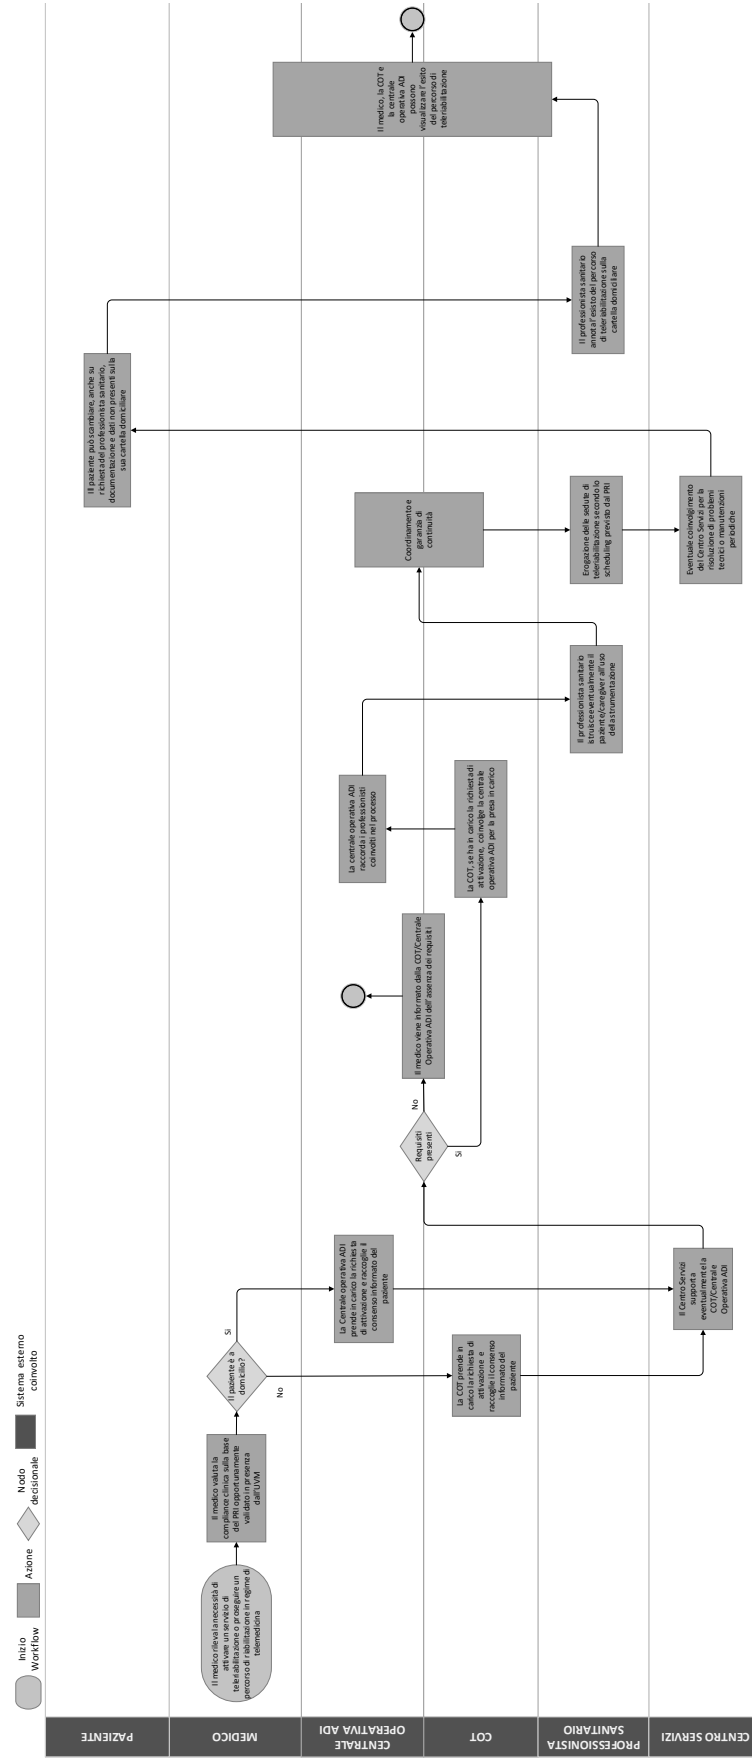 Inizio
Workflow
Azione
Nodo
decisionale
Sistema esterno
coinvolto
PAZIENTE
MEDICO
CENTRALE
OPERATIVA ADI
COT
PROFESSIONISTA
SANITARIO
CENTRO SERVIZI
Il medico rileva la necessità di
attivare un servizio di
teleriabilitazione o proseguire un
percorso di riabilitazione in regime di
telemedicina
Il medico valuta la
compliance clinica sulla base
del PRI opportunamente
validato in presenza
dall'UVM
Il paziente è a
domicilio?
Si
No
La Centrale operativa ADI
prende in carico la richiesta
di attivazione e raccoglie il
consenso informato del
paziente
La COT prende in
carico la richiesta di
attivazione e
raccoglie il consenso
informato del
paziente
Il Centro Servizi
supporta
eventualmente la
COT/Centrale
Operativa ADI
Requisiti
presenti
No
Si
Il medico viene informato dalla COT/Centrale
Operativa ADI dell'assenza dei requisiti
La COT, se ha in carico la richiesta di
attivazione, coinvolge la centrale
operativa ADI per la presa in carico
La centrale operativa ADI
raccorda i professionisti
coinvolti nel processo
Il professionista sanitario
istruisce eventualmente il
paziente/caregiver all'uso
della strumentazione
Coordinamento e
garanzia di
continuità
Erogazione delle sedute di
teleriabilitazione secondo lo
scheduling previsto dal PRI
Eventuale coinvolgimento
del Centro Servizi per la
risoluzione di problemi
tecnici o manutenzioni
periodiche
Il paziente può scambiare, anche su
richiesta del professionista sanitario,
documentazione e dati non presenti sulla
sua cartella domiciliare
Il professionista sanitario
annota l'esisto del percorso
di teleriabilitazione sulla
cartella domiciliare
Il medico, la COT e
la centrale
operativa ADI
possono
visualizzare l'esito
del percorso di
teleriabilitazione